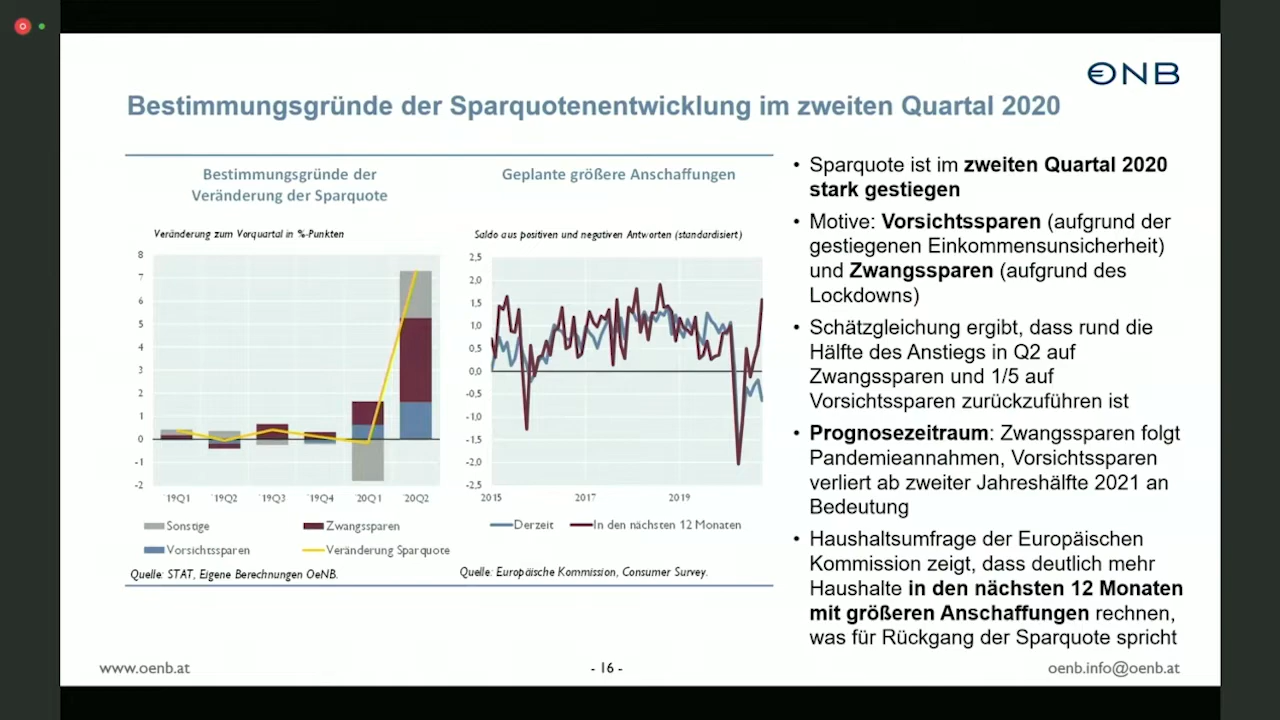 ONB
Bestimmungsgründe der Sparquotenentwicklung im zweiten Quartal 2020
Bestimmungsgründe der
Veränderung der Sparquote
Veränderung zum Vorquartal in %-Punkten
8
7
6
5
4
3
2
1
0
-1
-2
'19Q1 '19Q2 '19Q3 '19Q4 '20Q1 '20Q2
Sonstige Zwangssparen
Vorsichtssparen Veränderung Sparquote
Quelle: STAT, Eigene Berechnungen OeNB.
Geplante größere Anschaffungen
Saldo aus positiven und negativen Antworten (standardisiert)
2,5
2,0
1,5
1,0
0,5
0,0
-0,5
-1,0
-1,5
-2,0
-2,5
2015 2017 2019
Derzeit In den nächsten 12 Monaten
Quelle: Europäische Kommission, Consumer Survey.
• Sparquote ist im zweiten Quartal 2020
stark gestiegen
• Motive: Vorsichtssparen (aufgrund der
gestiegenen Einkommensunsicherheit)
und Zwangssparen (aufgrund des
Lockdowns)
• Schätzgleichung ergibt, dass rund die
Hälfte des Anstiegs in Q2 auf
Zwangssparen und 1/5 auf
Vorsichtssparen zurückzuführen ist
• Prognosezeitraum: Zwangssparen folgt
Pandemieannahmen, Vorsichtssparen
verliert ab zweiter Jahreshälfte 2021 an
Bedeutung
• Haushaltsumfrage der Europäischen
Kommission zeigt, dass deutlich mehr
Haushalte in den nächsten 12 Monaten
mit größeren Anschaffungen rechnen,
was für Rückgang der Sparquote spricht
www.oenb.at
- 16 -
oenb.info@oenb.at